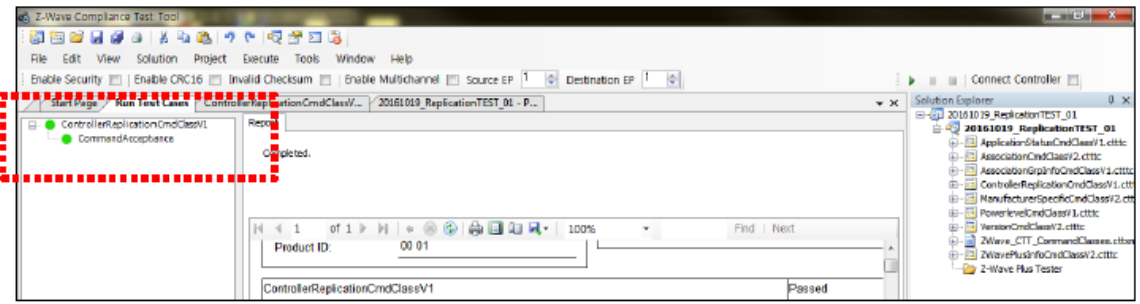 Z-Wave Compliance Test Tool
File Edit View Solution Project Execute Tools Window Help
Enable Security | Enable CRC16 Invalid Checksum | Enable Multichannel Source EP 1 Destination EP 1 | Connect Controller
Start Page Run Test Cases ControllerReplicationCmdClassV... 20161019_ReplicationTEST_01 - P...
Solution Explorer
ControllerReplicationCmdClassV1
CommandAcceptance
Report
Completed.
1 of 1 100% Find | Next
Product ID: 00 01
ControllerReplicationCmdClassV1 Passed
20161019_ReplicationTEST_01
20161019_ReplicationTEST_01
ApplicationStatusCmdClassV1.ctttc
AssociationCmdClassV2.ctttc
AssociationGrpInfoCmdClassV1.ctttc
ControllerReplicationCmdClassV1.cttt
ManufacturerSpecificCmdClassV2.cttt
PowerlevelCmdClassV1.ctttc
VersionCmdClassV2.ctttc
ZWave_CTT_CommandClasses.cttxm
ZWavePlusInfoCmdClassV2.ctttc
Z-Wave Plus Tester